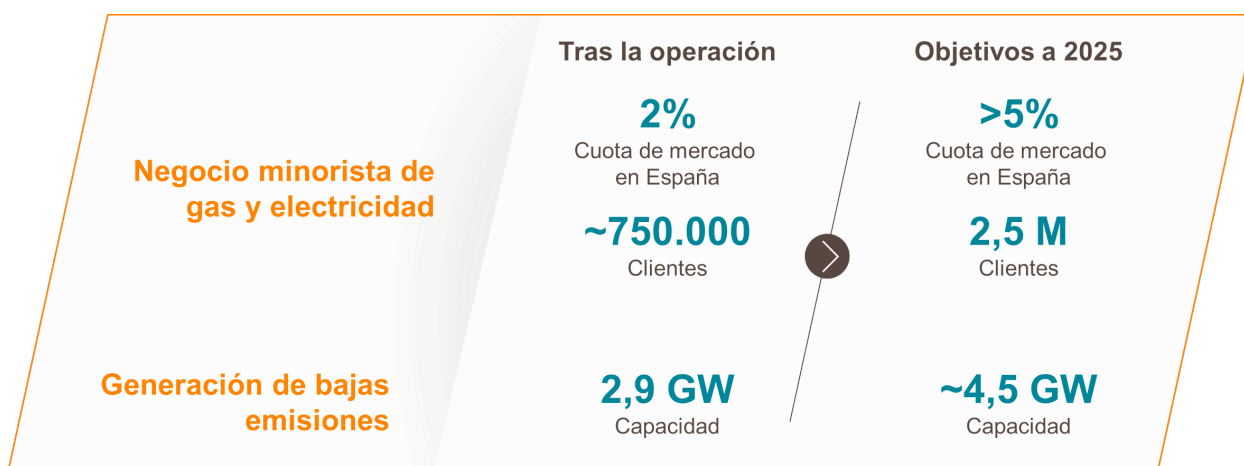 Tras la operación
Objetivos a 2025
Negocio minorista de
gas y electricidad
2%
Cuota de mercado
en España
~750.000
Clientes
>5%
Cuota de mercado
en España
2,5 M
Clientes
Generación de bajas
emisiones
2,9 GW
Capacidad
~4,5 GW
Capacidad